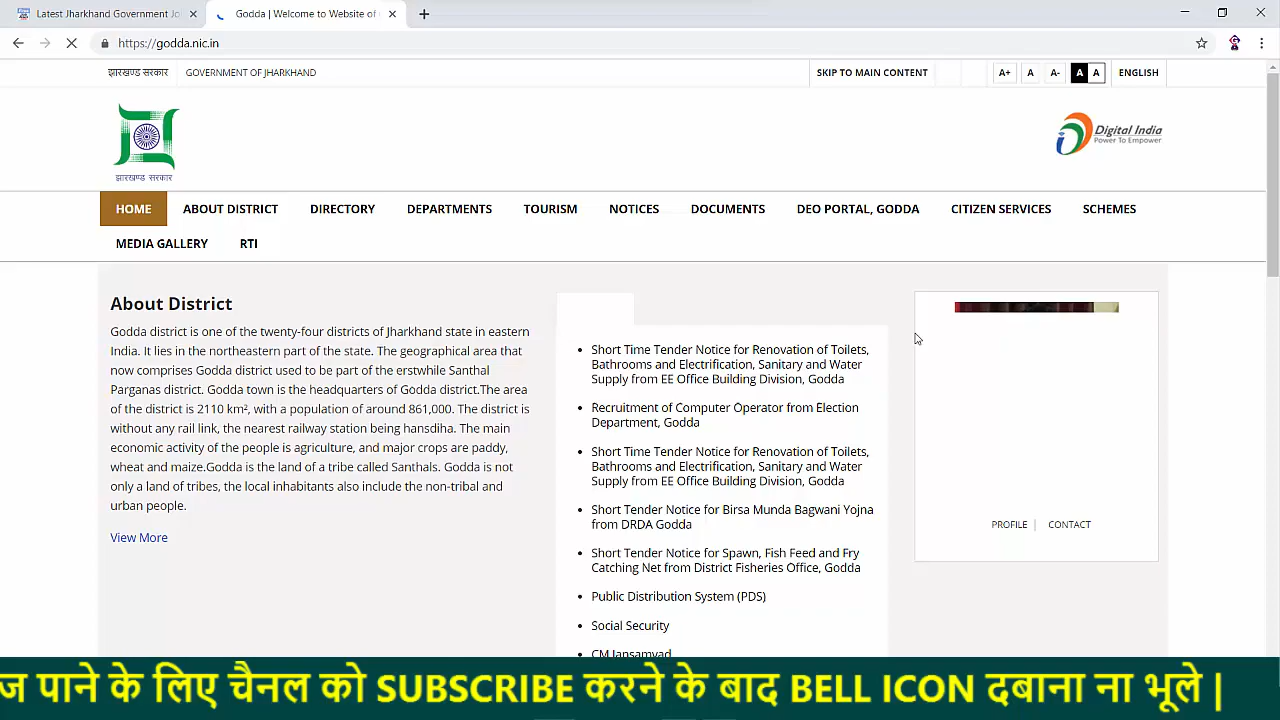 Latest Jharkhand Government Jo
Godda | Welcome to Website of
https://godda.nic.in
झारखण्ड सरकार
GOVERNMENT OF JHARKHAND
SKIP TO MAIN CONTENT
A+ A A- A A
ENGLISH
झारखण्ड सरकार
Digital India
Power To Empower
HOME ABOUT DISTRICT DIRECTORY DEPARTMENTS TOURISM NOTICES DOCUMENTS DEO PORTAL, GODDA CITIZEN SERVICES SCHEMES
MEDIA GALLERY RTI
About District
Godda district is one of the twenty-four districts of Jharkhand state in eastern
India. It lies in the northeastern part of the state. The geographical area that
now comprises Godda district used to be part of the erstwhile Santhal
Parganas district. Godda town is the headquarters of Godda district.The area
of the district is 2110 km², with a population of around 861,000. The district is
without any rail link, the nearest railway station being hansdiha. The main
economic activity of the people is agriculture, and major crops are paddy,
wheat and maize.Godda is the land of a tribe called Santhals. Godda is not
only a land of tribes, the local inhabitants also include the non-tribal and
urban people.
View More
• Short Time Tender Notice for Renovation of Toilets,
Bathrooms and Electrification, Sanitary and Water
Supply from EE Office Building Division, Godda
• Recruitment of Computer Operator from Election
Department, Godda
• Short Time Tender Notice for Renovation of Toilets,
Bathrooms and Electrification, Sanitary and Water
Supply from EE Office Building Division, Godda
• Short Tender Notice for Birsa Munda Bagwani Yojna
from DRDA Godda
• Short Tender Notice for Spawn, Fish Feed and Fry
Catching Net from District Fisheries Office, Godda
• Public Distribution System (PDS)
• Social Security
• CM Jansamvad
PROFILE | CONTACT
ज पाने के लिए चैनल को SUBSCRIBE करने के बाद BELL ICON दबाना ना भूले |